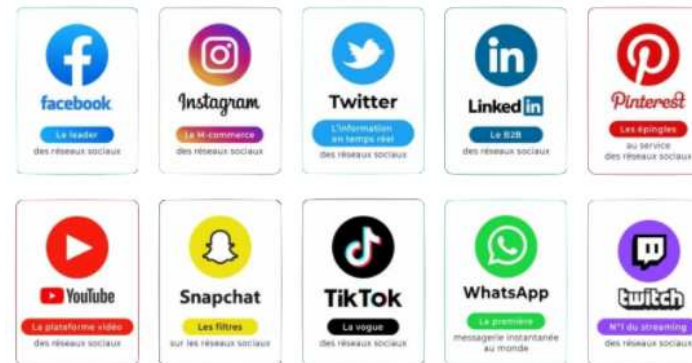 facebook
Le leader
des réseaux sociaux
Instagram
Le M-commerce
des réseaux sociaux
Twitter
L'information
en temps réel
des réseaux sociaux
in
Linked in
Le B2B
des réseaux sociaux
Pinterest
Les épingles
au service
des réseaux sociaux
YouTube
La plateforme vidéo
des réseaux sociaux
Snapchat
Les filtres
sur les réseaux sociaux
TikTok
La vogue
des réseaux sociaux
WhatsApp
La première
messagerie instantanée
au monde
twitch
N°1 du streaming
des réseaux sociaux